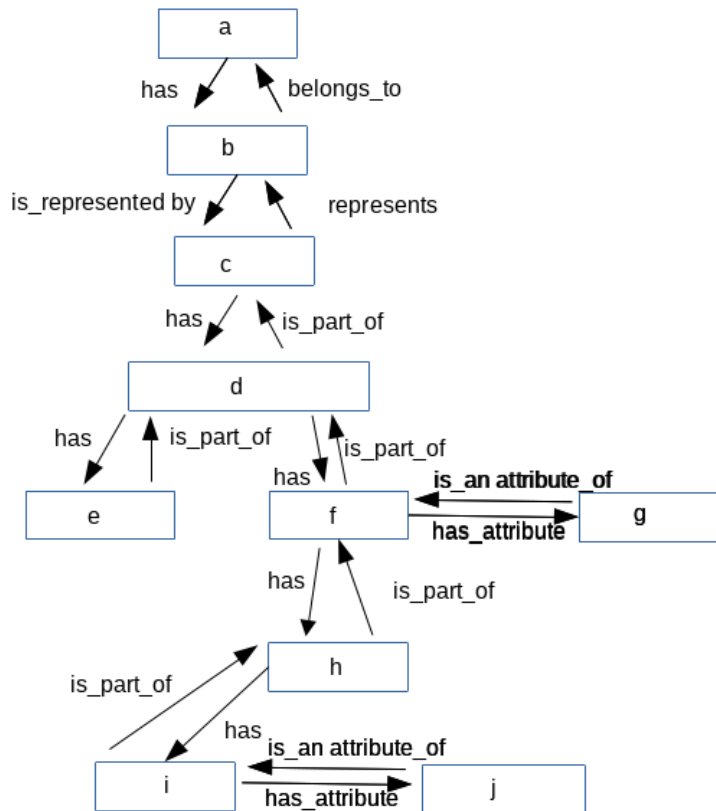 a
has
belongs_to
b
is_represented by
represents
c
has
is_part_of
d
has
is_part_of
has
is_part_of
e
f
is_an attribute_of
has_attribute
g
has
is_part_of
h
is_part_of
has
i
is_an attribute_of
has_attribute
j